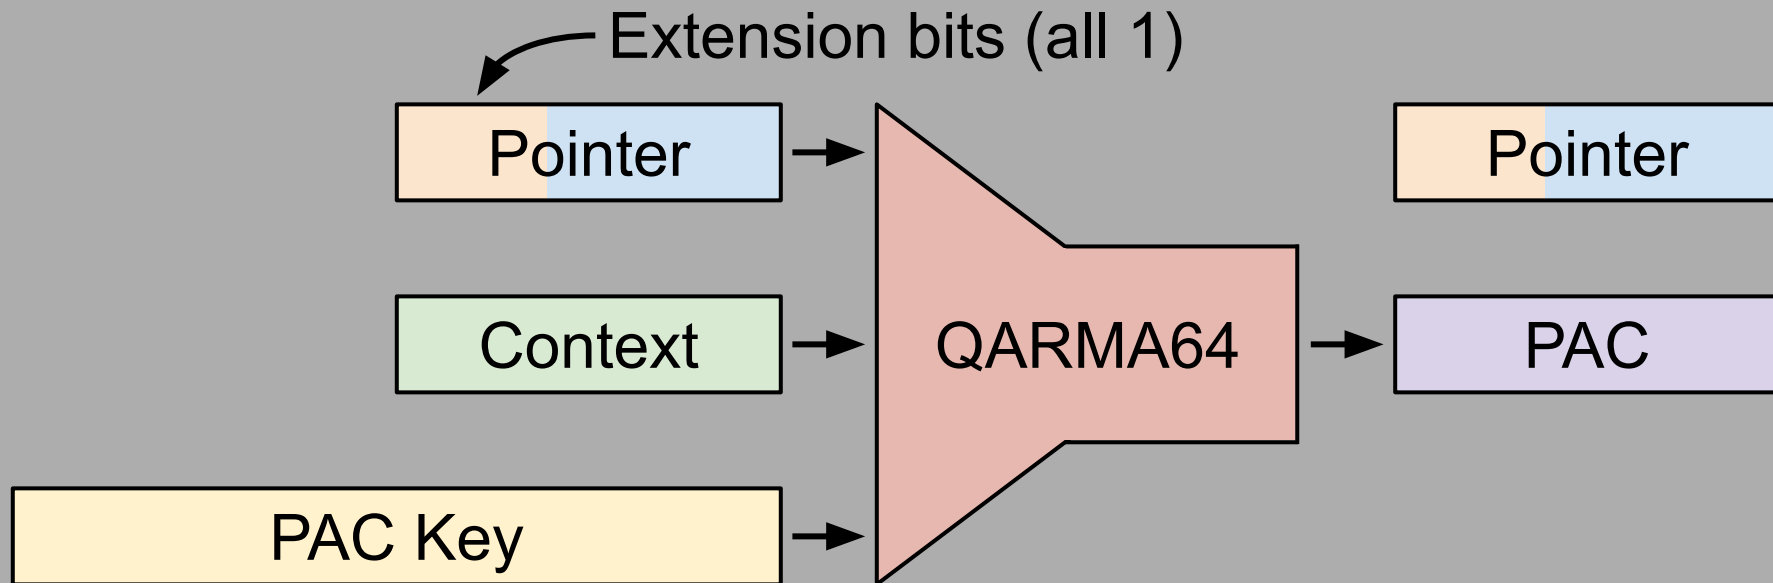 Extension bits (all 1)
Pointer
Pointer
Context
QARMA64
PAC
PAC Key